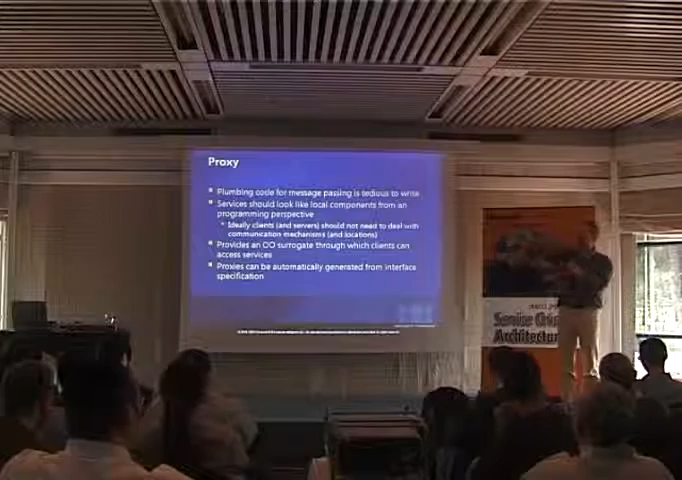 Proxy
Plumbing code for message passing is tedious to write
Services should look like local components from an
programming perspective
Ideally clients (and servers) should not need to deal with
communication mechanisms (and locations)
Provides an OO surrogate through which clients can
access services
Proxies can be automatically generated from interface
specification
Service
Architectur